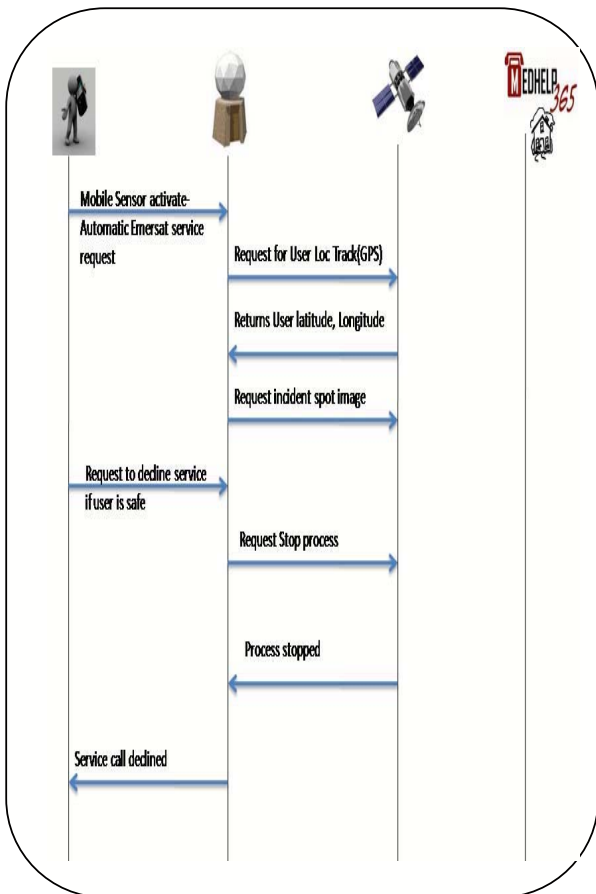 MEDHELP
365
Mobile Sensor activate-
Automatic Emersat service
request
Request for User Loc Track(GPS)
Returns User latitude, Longitude
Request incident spot image
Request to decline service
if user is safe
Request Stop process
Process stopped
Service call declined